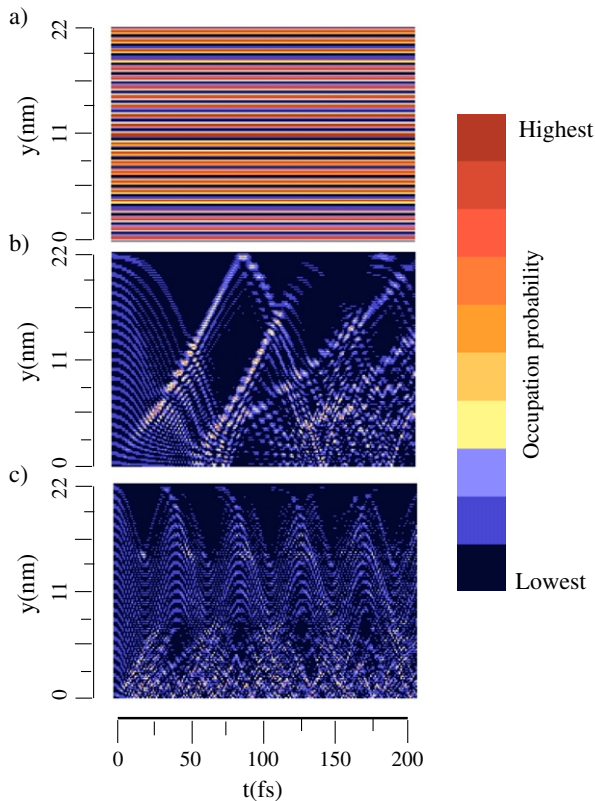 a)
22
11
0
y(nm)
b)
22
11
0
y(nm)
c)
22
11
0
y(nm)
0 50 100 150 200
t(fs)
Highest
Occupation probability
Lowest